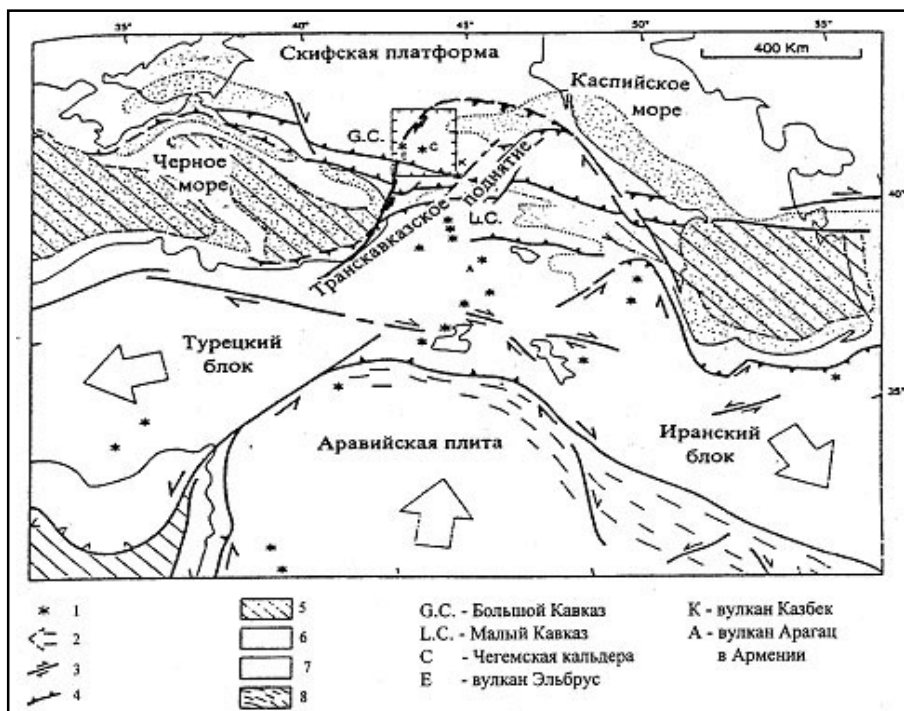 35°
40°
45°
50°
55°
Скифская платформа
400 Km
Каспийское
море
G.C.
E
C
K
Черное
море
Транскавказское поднятие
40°
L.C.
A
Турецкий
блок
35°
Иранский
блок
Аравийская плита
* 1
2
3
4
5
6
7
8
G.C. - Большой Кавказ
L.C. - Малый Кавказ
C - Чегемская кальдера
E - вулкан Эльбрус
K - вулкан Казбек
A - вулкан Арагац
в Армении